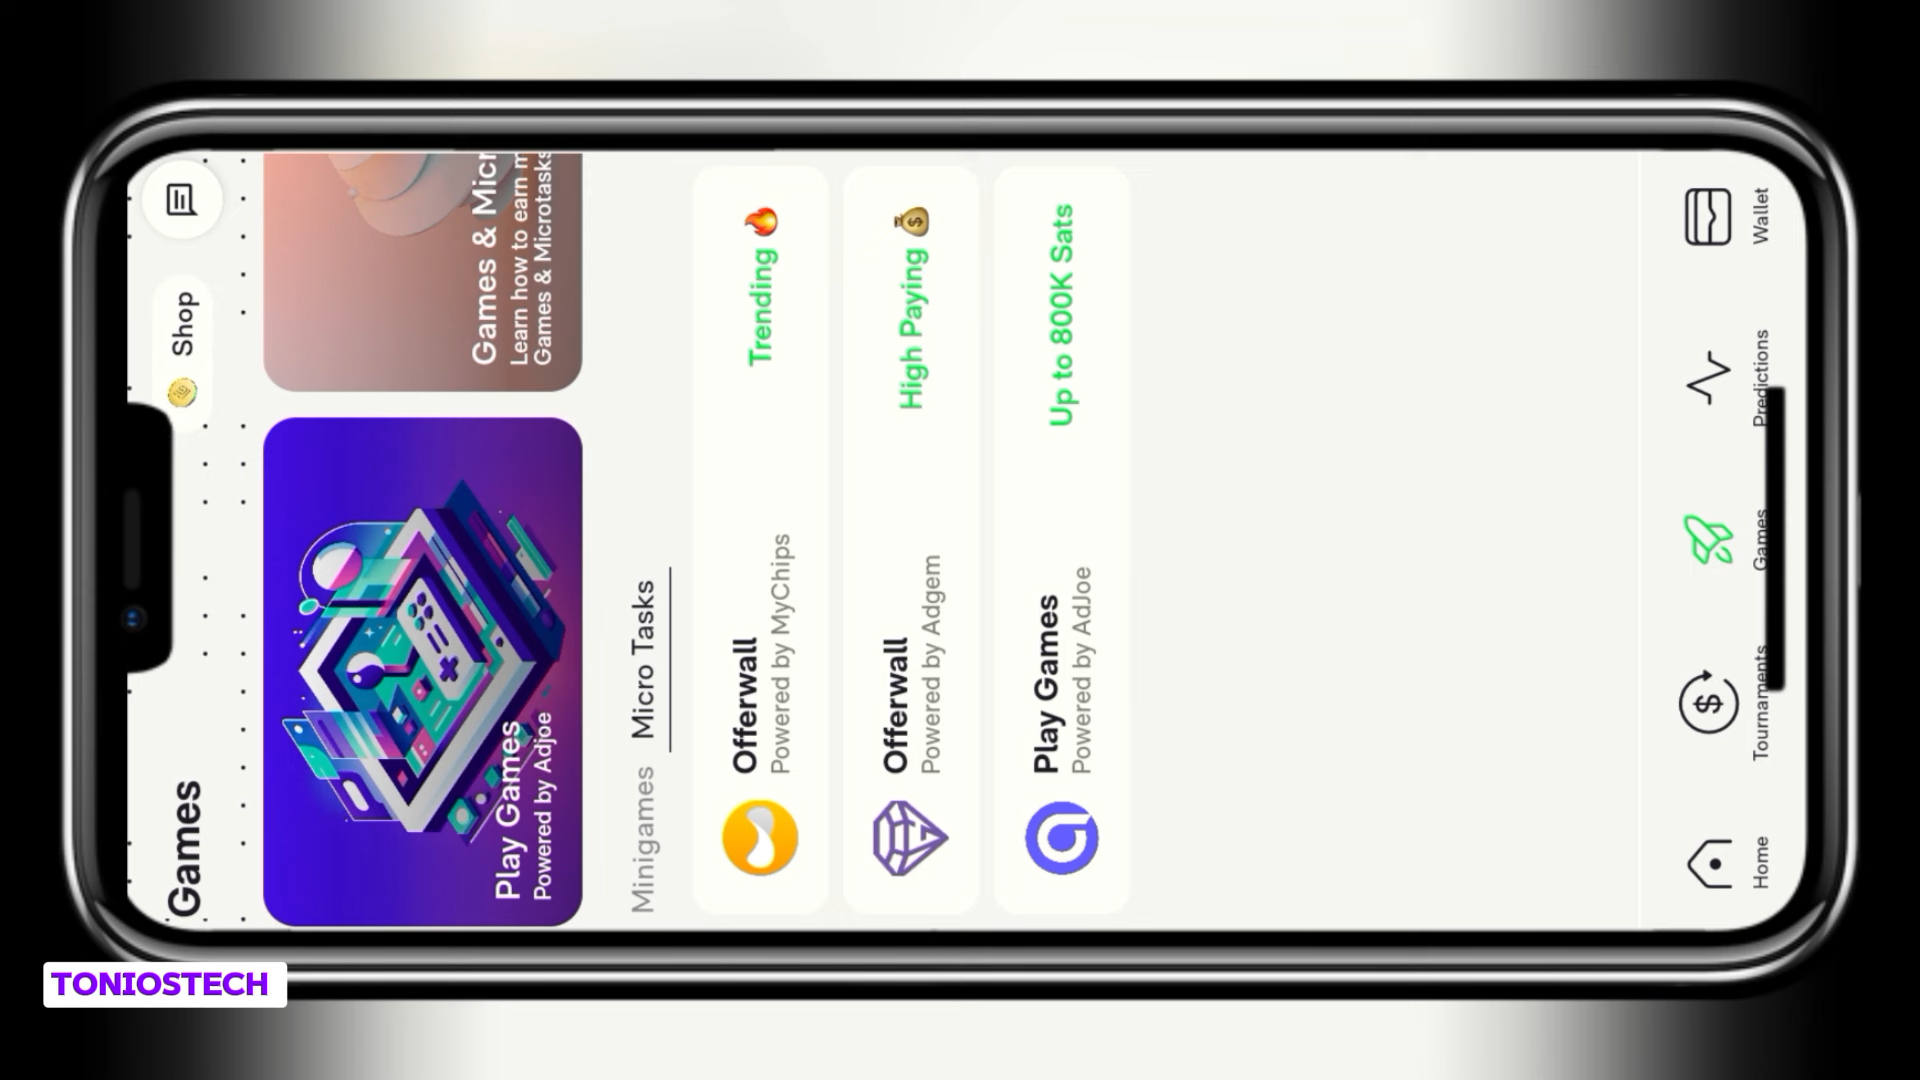 Games
Shop
Play Games
Powered by Adjoe
Games & Micr
Learn how to earn m
Games & Microtasks
Minigames
Micro Tasks
Offerwall
Powered by MyChips
Trending
Offerwall
Powered by Adgem
High Paying
Play Games
Powered by AdJoe
Up to 800K Sats
Home
Tournaments
Games
Predictions
Wallet
TONIOSTECH